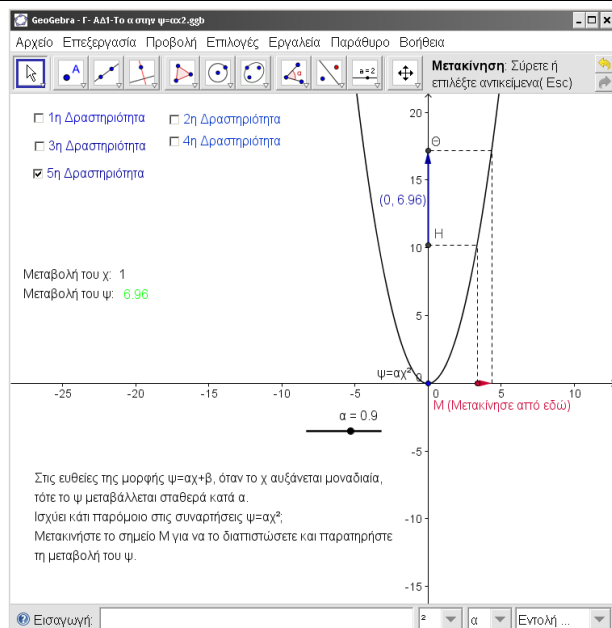 GeoGebra - Γ- ΑΔ1-Το α στην ψ=αχ2.ggb
Αρχείο Επεξεργασία Προβολή Επιλογές Εργαλεία Παράθυρο Βοήθεια
A α a=2
Μετακίνηση: Σύρετε ή
επιλέξτε αντικείμενα( Esc)
1η Δραστηριότητα 2η Δραστηριότητα
3η Δραστηριότητα 4η Δραστηριότητα
5η Δραστηριότητα
Θ
15
(0, 6.96)
Η
10
Μεταβολή του χ: 1
Μεταβολή του ψ: 6.96
5
ψ=αχ²
0
-25 -20 -15 -10 -5 0 5 10
M (Μετακίνησε από εδώ)
α = 0.9
-5
Στις ευθείες της μορφής ψ=αχ+β, όταν το χ αυξάνεται μοναδιαία,
τότε το ψ μεταβάλλεται σταθερά κατά α.
Ισχύει κάτι παρόμοιο στις συναρτήσεις ψ=αχ²;
-10
Μετακινήστε το σημείο Μ για να το διαπιστώσετε και παρατηρήστε
τη μεταβολή του ψ.
-15
Εισαγωγή: ² α Εντολή ...